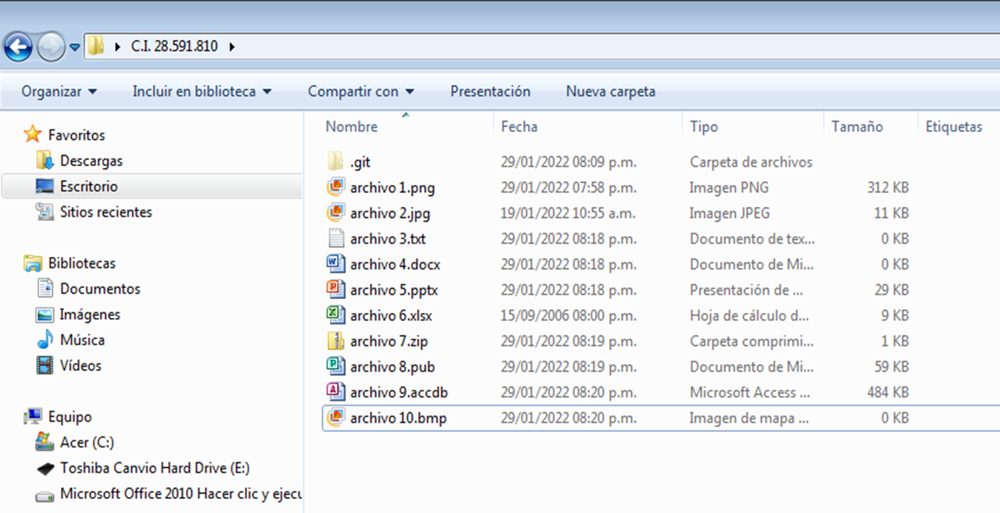 C.I. 28.591.810
Organizar Incluir en biblioteca Compartir con Presentación Nueva carpeta
Nombre Fecha Tipo Tamaño Etiquetas
Favoritos
Descargas
Escritorio
Sitios recientes
Bibliotecas
Documentos
Imágenes
Música
Vídeos
Equipo
Acer (C:)
Toshiba Canvio Hard Drive (E:)
Microsoft Office 2010 Hacer clic y ejecu
.git 29/01/2022 08:09 p.m. Carpeta de archivos
archivo 1.png 29/01/2022 07:58 p.m. Imagen PNG 312 KB
archivo 2.jpg 19/01/2022 10:55 a.m. Imagen JPEG 11 KB
archivo 3.txt 29/01/2022 08:18 p.m. Documento de tex... 0 KB
archivo 4.docx 29/01/2022 08:18 p.m. Documento de Mi... 0 KB
archivo 5.pptx 29/01/2022 08:18 p.m. Presentación de ... 29 KB
archivo 6.xlsx 15/09/2006 08:00 p.m. Hoja de cálculo d... 9 KB
archivo 7.zip 29/01/2022 08:19 p.m. Carpeta comprimi... 1 KB
archivo 8.pub 29/01/2022 08:19 p.m. Documento de Mi... 59 KB
archivo 9.accdb 29/01/2022 08:20 p.m. Microsoft Access ... 484 KB
archivo 10.bmp 29/01/2022 08:20 p.m. Imagen de mapa ... 0 KB